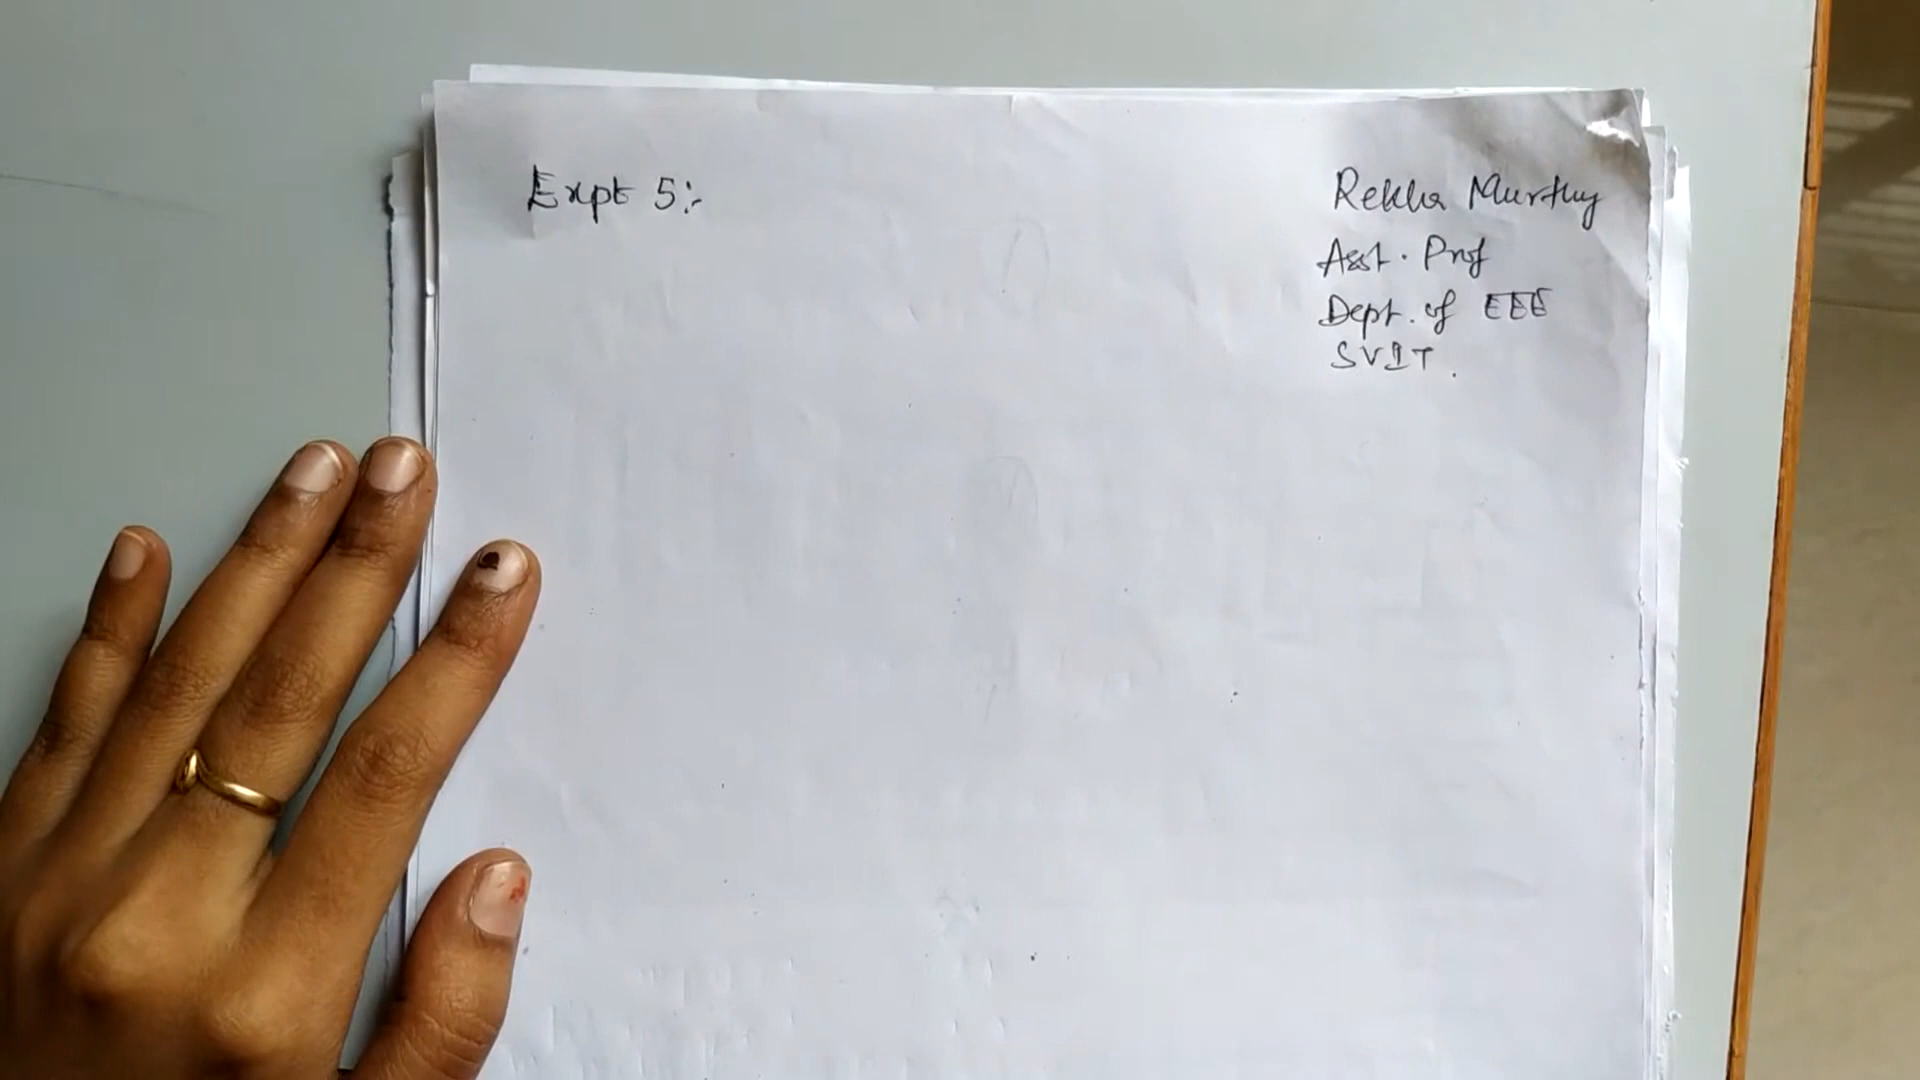 Expt 5:-
Rekha Murthy
Asst. Prof
Dept. of EEE
SVIT.